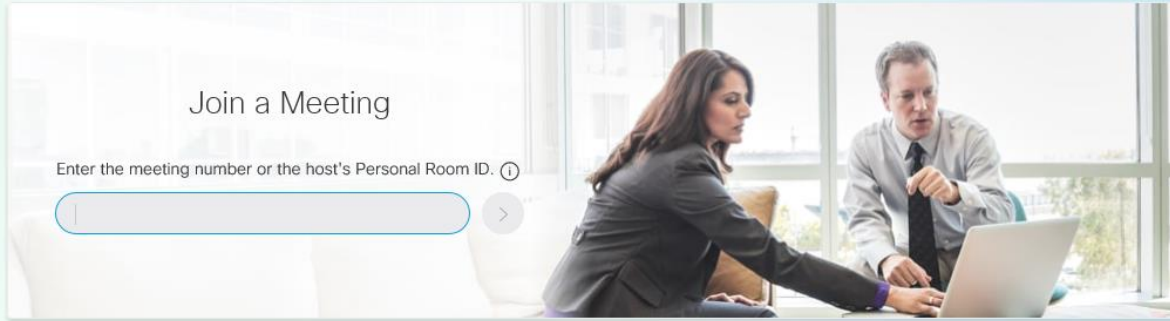 Join a Meeting
Enter the meeting number or the host's Personal Room ID.